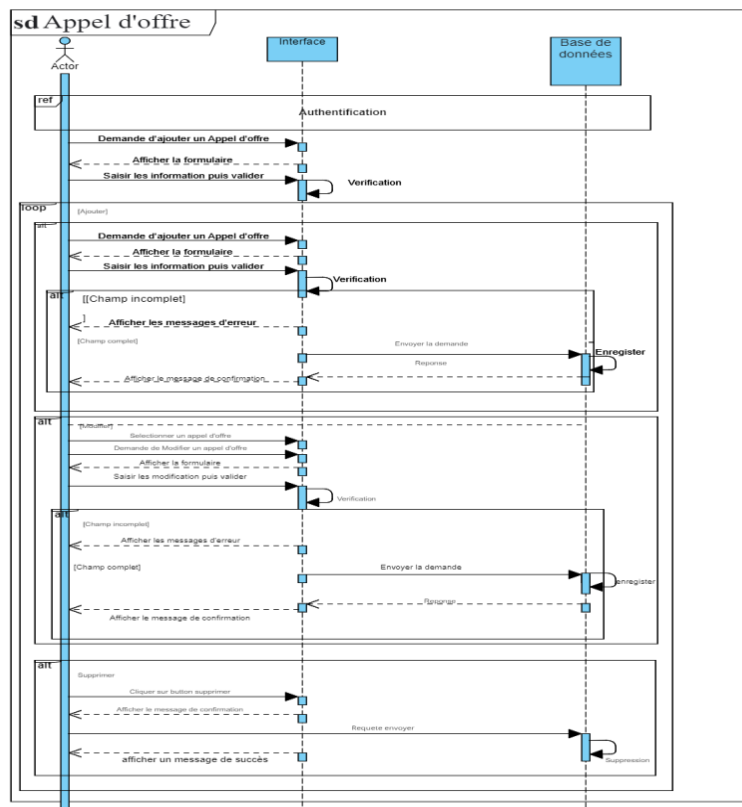 sd Appel d'offre
Interface
Base de
données
Actor
ref
Authentification
Demande d'ajouter un Appel d'offre
Afficher la formulaire
Saisir les information puis valider
Verification
loop
[Ajouter]
alt
Demande d'ajouter un Appel d'offre
Afficher la formulaire
Saisir les information puis valider
Verification
alt
[[Champ incomplet]
]
Afficher les messages d'erreur
[Champ complet]
Envoyer la demande
Enregister
Reponse
Afficher le message de confirmation
alt
[Modifier]
Selectionner un appel d'offre
Demande de Modifier un appel d'offre
Afficher la formulaire
Saisir les modification puis valider
Verification
alt
[Champ incomplet]
Afficher les messages d'erreur
[Champ complet]
Envoyer la demande
enregister
Reponse
Afficher le message de confirmation
alt
Supprimer
Cliquer sur button supprimer
Afficher le message de confirmation
Requete envoyer
Suppression
afficher un message de succès